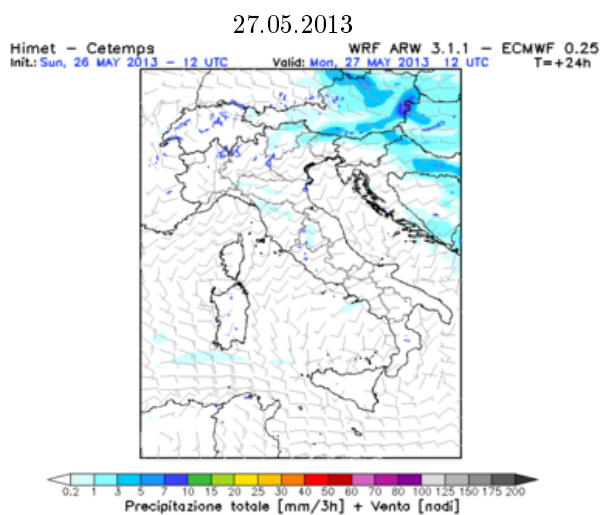 27.05.2013
Himet – Cetemps WRF ARW 3.1.1 – ECMWF 0.25
Init.: Sun, 26 MAY 2013 – 12 UTC Valid: Mon, 27 MAY 2013 12 UTC T=+24h
0.2 1 3 5 7 10 15 20 25 30 40 50 60 70 80 100 125 150 175 200
Precipitazione totale [mm/3h] + Vento [nodi]